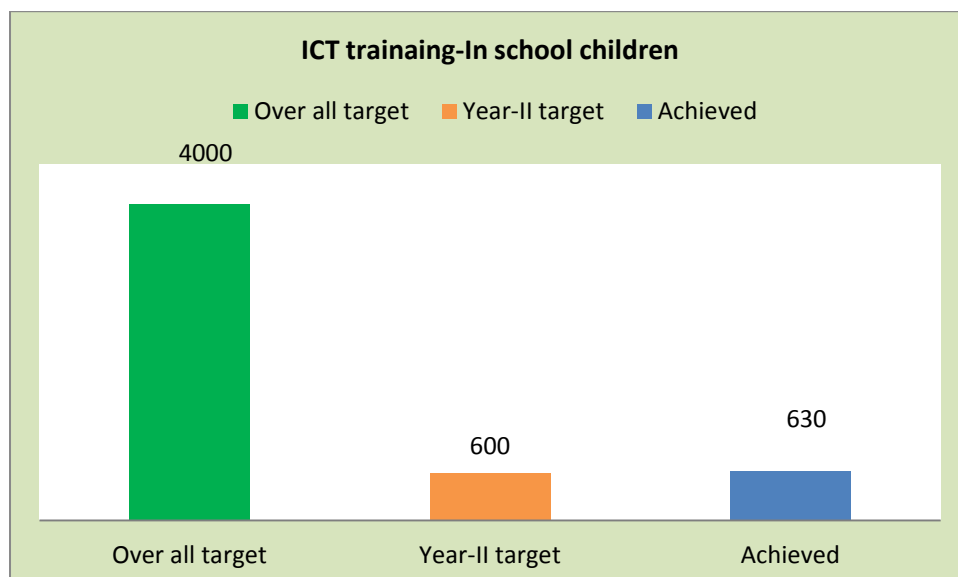 ICT trainaing-In school children
Over all target Year-II target Achieved
4000
600
630
Over all target Year-II target Achieved